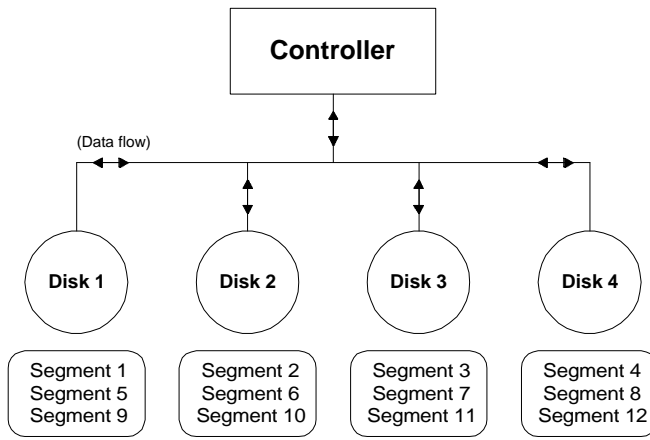 Controller
(Data flow)
Disk 1
Disk 2
Disk 3
Disk 4
Segment 1
Segment 5
Segment 9
Segment 2
Segment 6
Segment 10
Segment 3
Segment 7
Segment 11
Segment 4
Segment 8
Segment 12